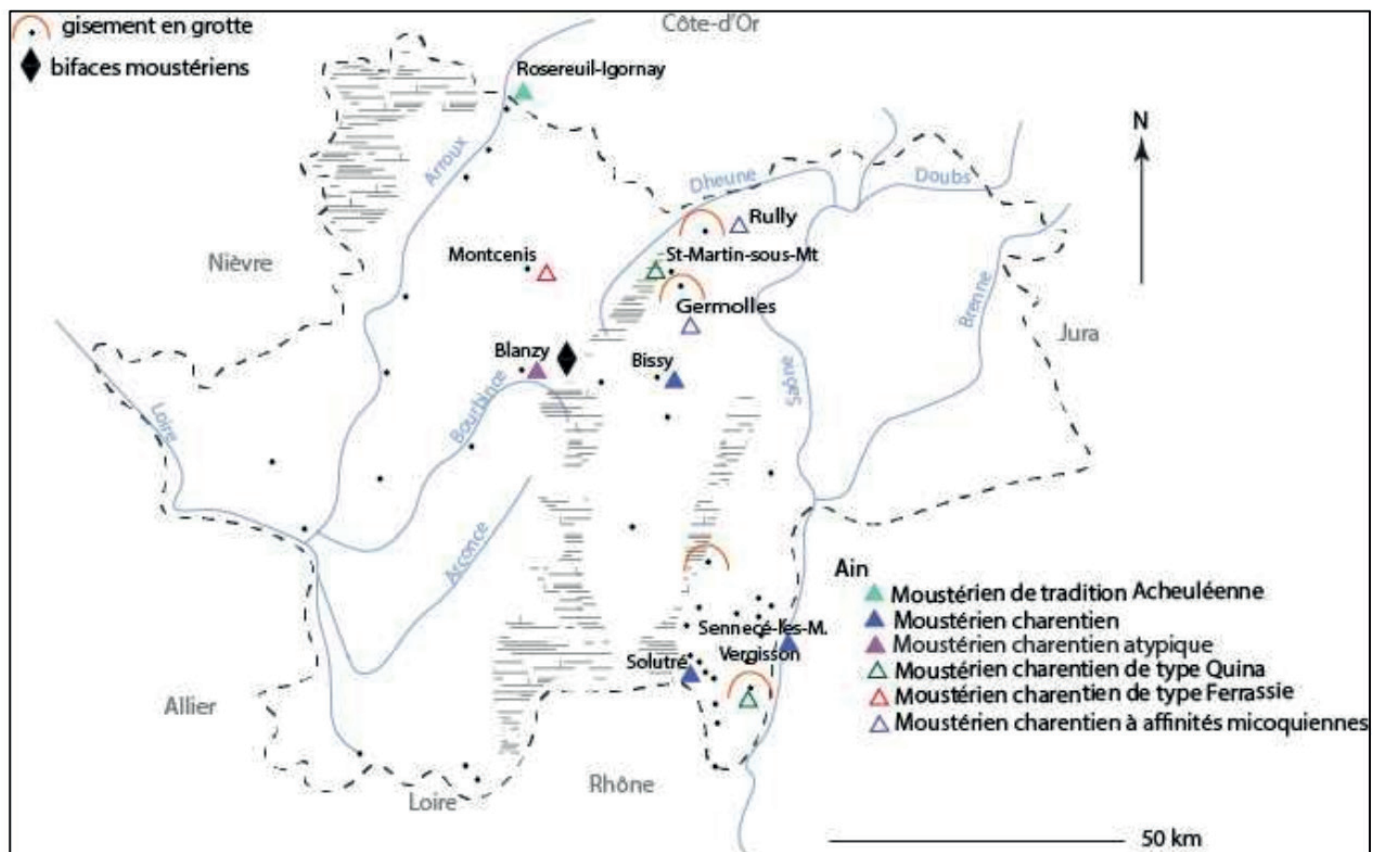 gisement en grotte
bifaces moustériens
Côte-d'Or
Rosereuil-Igornay
N
Arroux
Dheune
Doubs
Rully
Nièvre
Montcenis
St-Martin-sous-Mt
Germolles
Brenne
Jura
Blanzy
Bissy
Saône
Loire
Bourbince
Arconce
Ain
Moustérien de tradition Acheuléenne
Moustérien charentien
Moustérien charentien atypique
Moustérien charentien de type Quina
Moustérien charentien de type Ferrassie
Moustérien charentien à affinités micoquiennes
Sennecé-les-M.
Solutré
Vergisson
Allier
Rhône
Loire
50 km